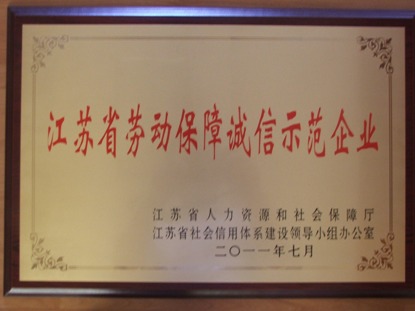 江苏省劳动保障诚信示范企业
江苏省人力资源和社会保障厅
江苏省社会信用体系建设领导小组办公室
二〇一一年七月